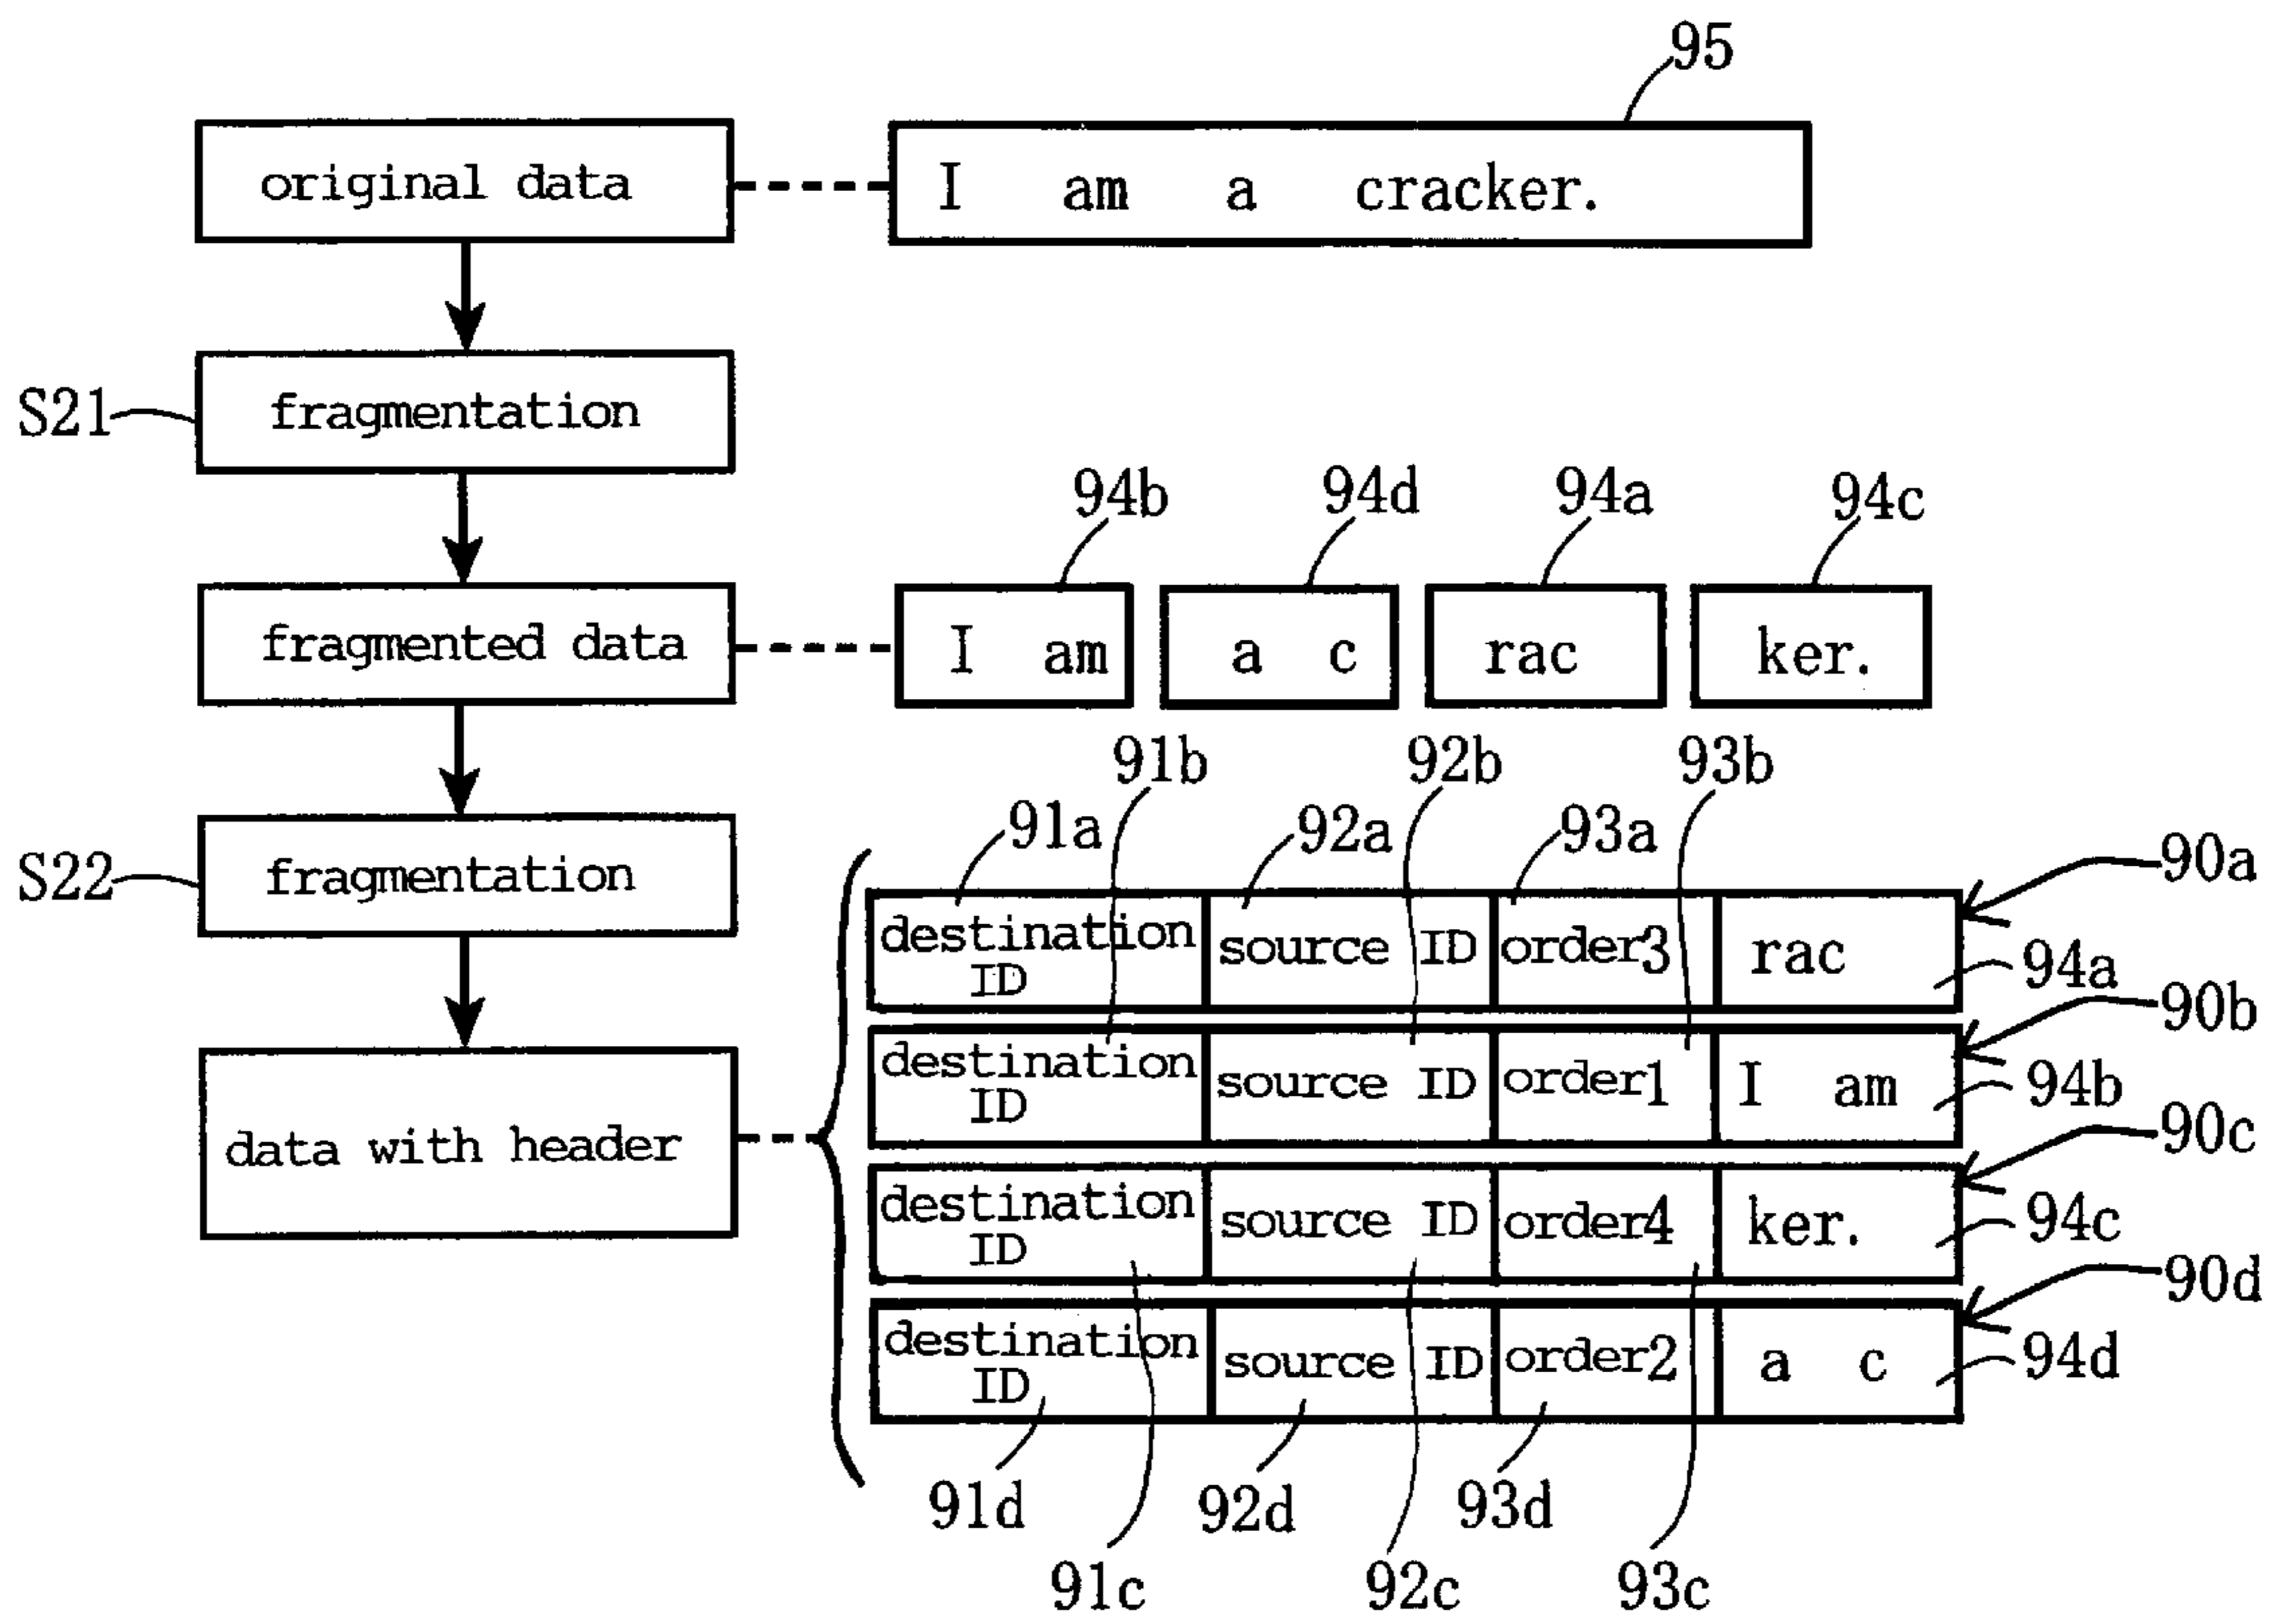 95
original data
I am a cracker.
S21
fragmentation
94b 94d 94a 94c
fragmented data
I am
a c
rac
ker.
91b 92b 93b
91a 92a 93a
S22
fragmentation
90a
destination ID source ID order3 rac
94a
90b
destination ID source ID order1 I am
94b
90c
data with header
destination ID source ID order4 ker.
94c
90d
destination ID source ID order2 a c
94d
91d 92d 93d
91c 92c 93c